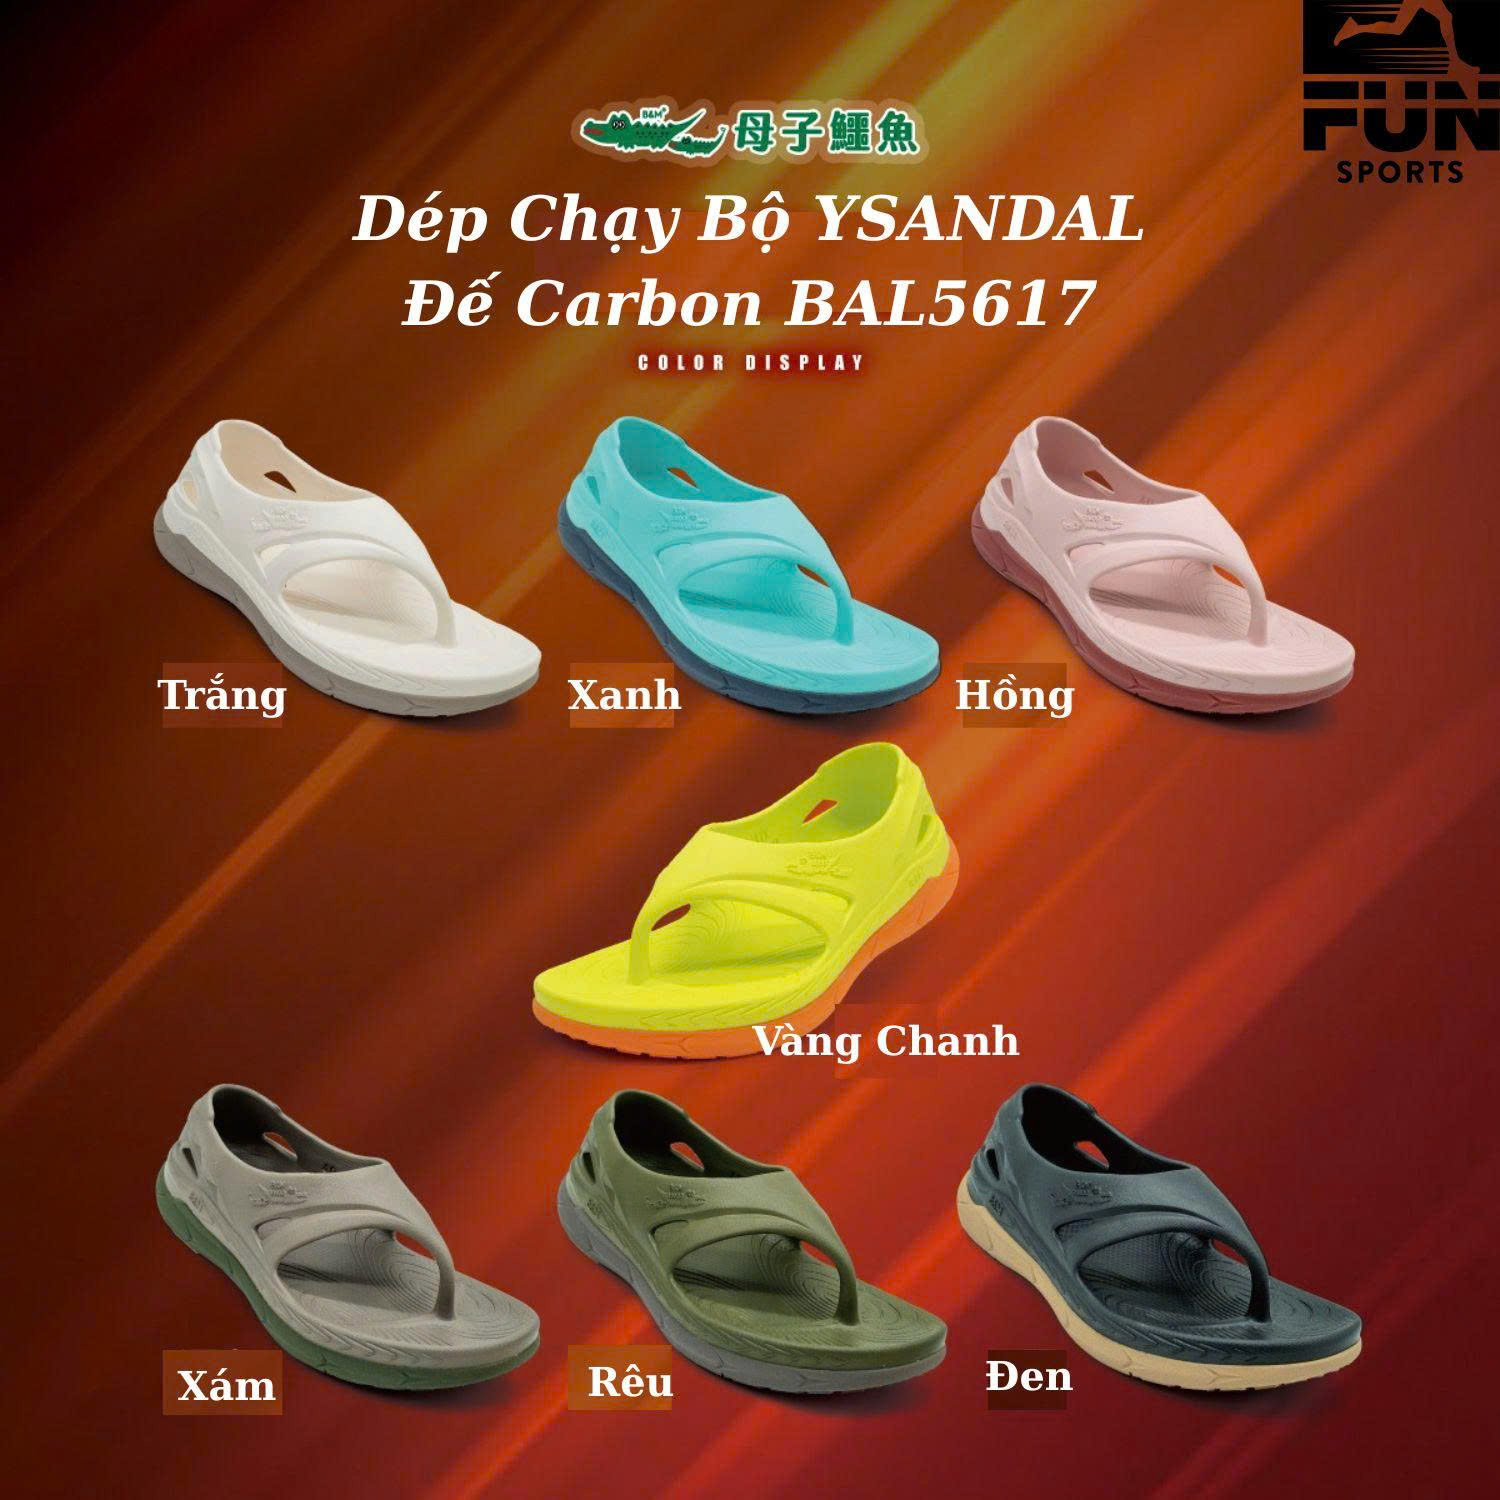 FUN
SPORTS
B&M
母子鱷魚
Dép Chạy Bộ YSANDAL
Đế Carbon BAL5617
COLOR DISPLAY
Trắng
Xanh
Hồng
Vàng Chanh
Xám
Rêu
Đen